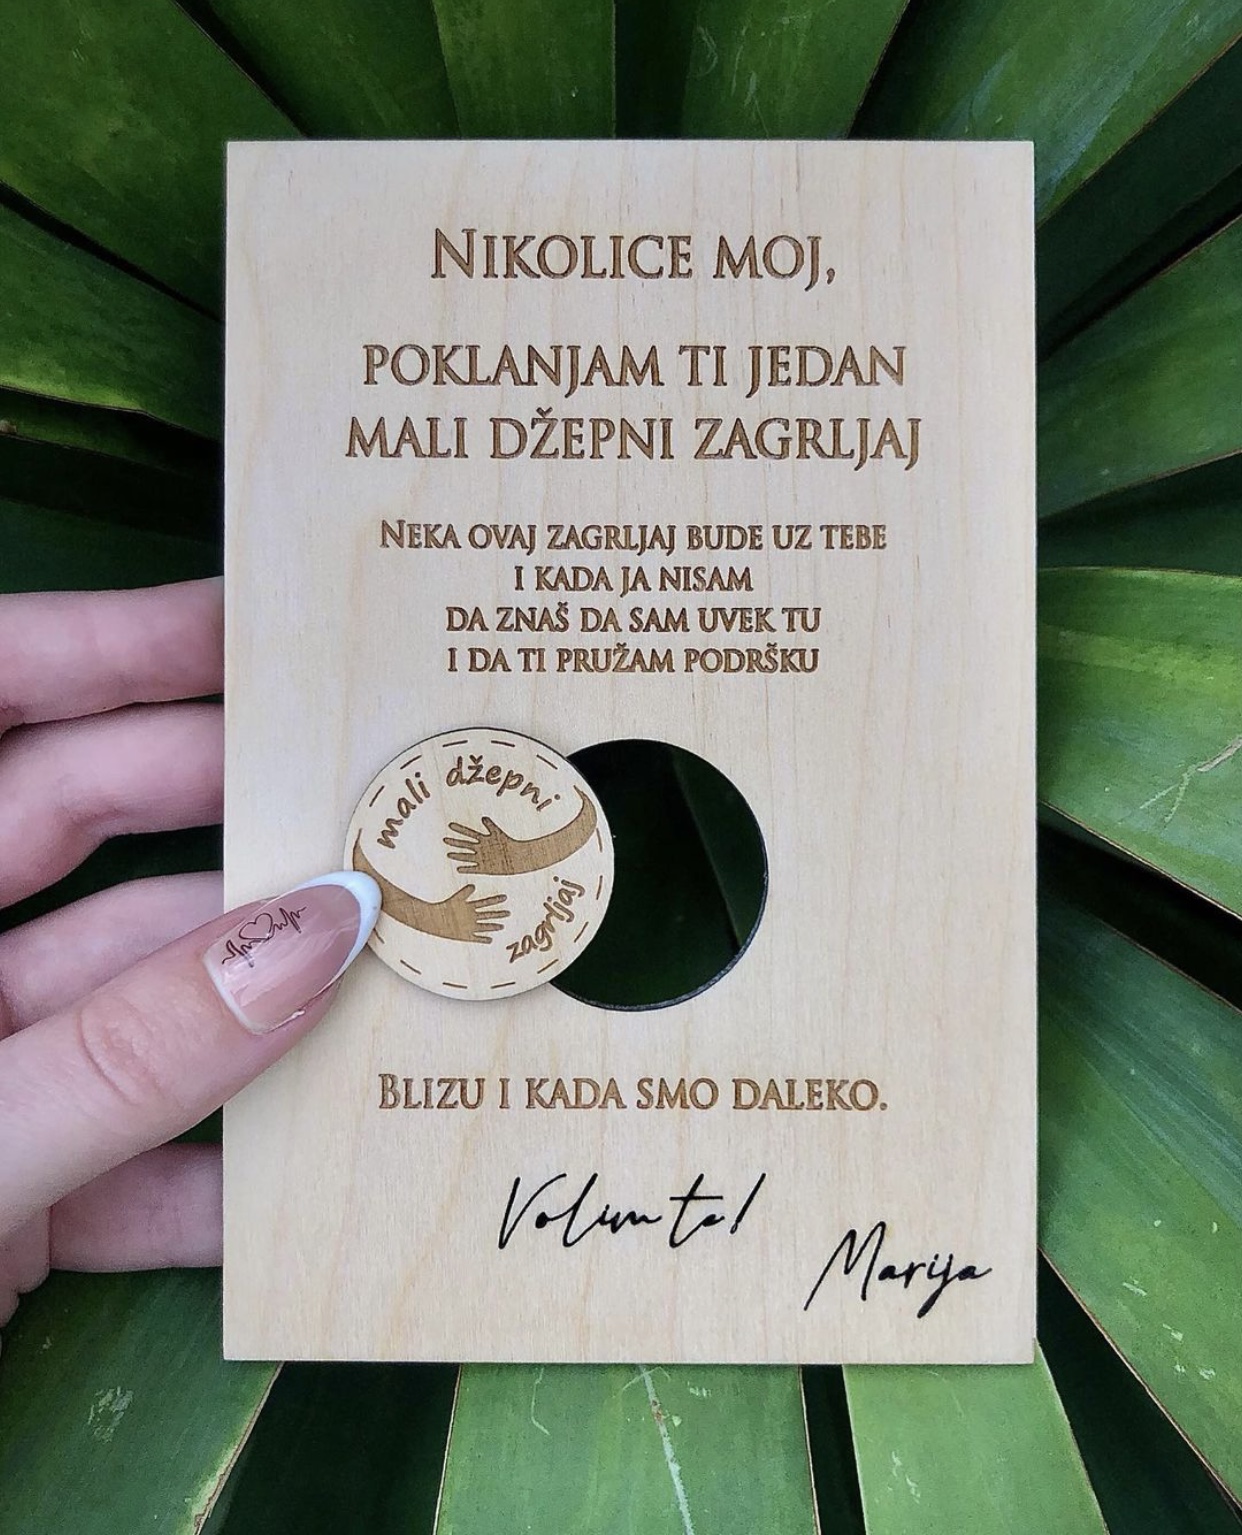 NIKOLICE MOJ,
POKLANJAM TI JEDAN
MALI DŽEPNI ZAGRLJAJ
NEKA OVAJ ZAGRLJAJ BUDE UZ TEBE
I KADA JA NISAM
DA ZNAŠ DA SAM UVEK TU
I DA TI PRUŽAM PODRŠKU
mali džepni
zagrljaj
BLIZU I KADA SMO DALEKO.
Volim te!
Marija